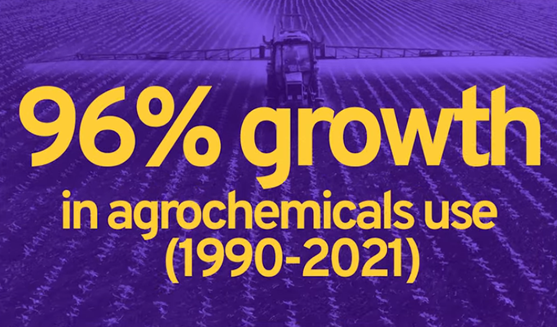 96% growth
in agrochemicals use
(1990-2021)